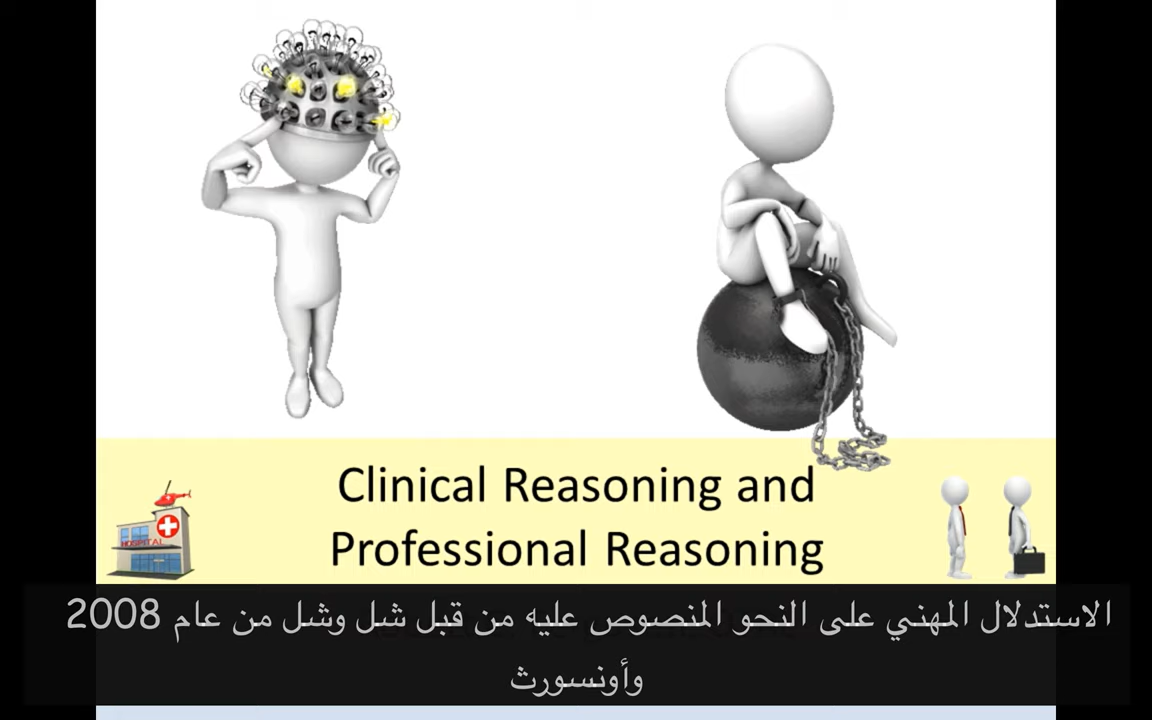 HOSPITAL
Clinical Reasoning and
Professional Reasoning
الاستدلال المهني على النحو المنصوص عليه من قبل شل وشل من عام 2008
وأونسورث